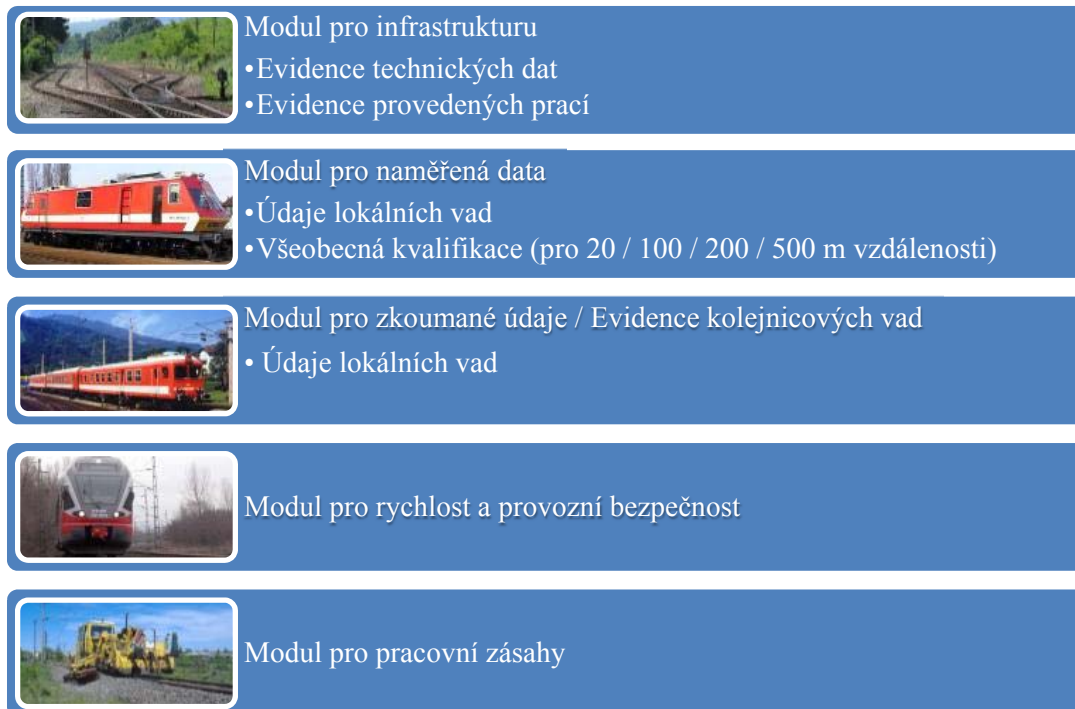 Modul pro infrastrukturu
•Evidence technických dat
•Evidence provedených prací
Modul pro naměřená data
•Údaje lokálních vad
•Všeobecná kvalifikace (pro 20 / 100 / 200 / 500 m vzdálenosti)
Modul pro zkoumané údaje / Evidence kolejnicových vad
• Údaje lokálních vad
Modul pro rychlost a provozní bezpečnost
Modul pro pracovní zásahy